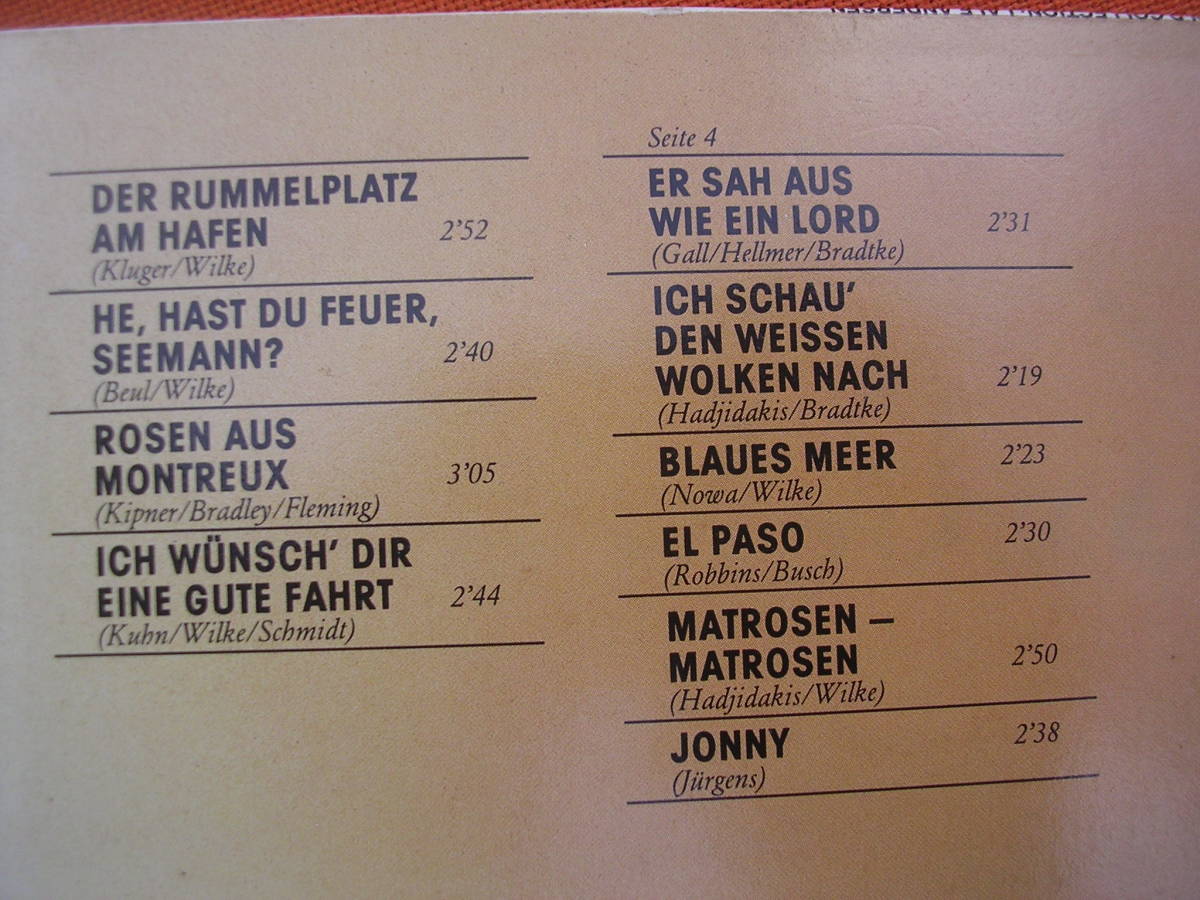 COLLECTION
DER RUMMELPLATZ
AM HAFEN 2'52
(Kluger/Wilke)
HE, HAST DU FEUER,
SEEMANN? 2'40
(Beul/Wilke)
ROSEN AUS
MONTREUX 3'05
(Kipner/Bradley/Fleming)
ICH WÜNSCH' DIR
EINE GUTE FAHRT 2'44
(Kuhn/Wilke/Schmidt)
Seite 4
ER SAH AUS
WIE EIN LORD 2'31
(Gall/Hellmer/Bradtke)
ICH SCHAU'
DEN WEISSEN
WOLKEN NACH 2'19
(Hadjidakis/Bradtke)
BLAUES MEER 2'23
(Nowa/Wilke)
EL PASO 2'30
(Robbins/Busch)
MATROSEN –
MATROSEN 2'50
(Hadjidakis/Wilke)
JONNY 2'38
(Jürgens)